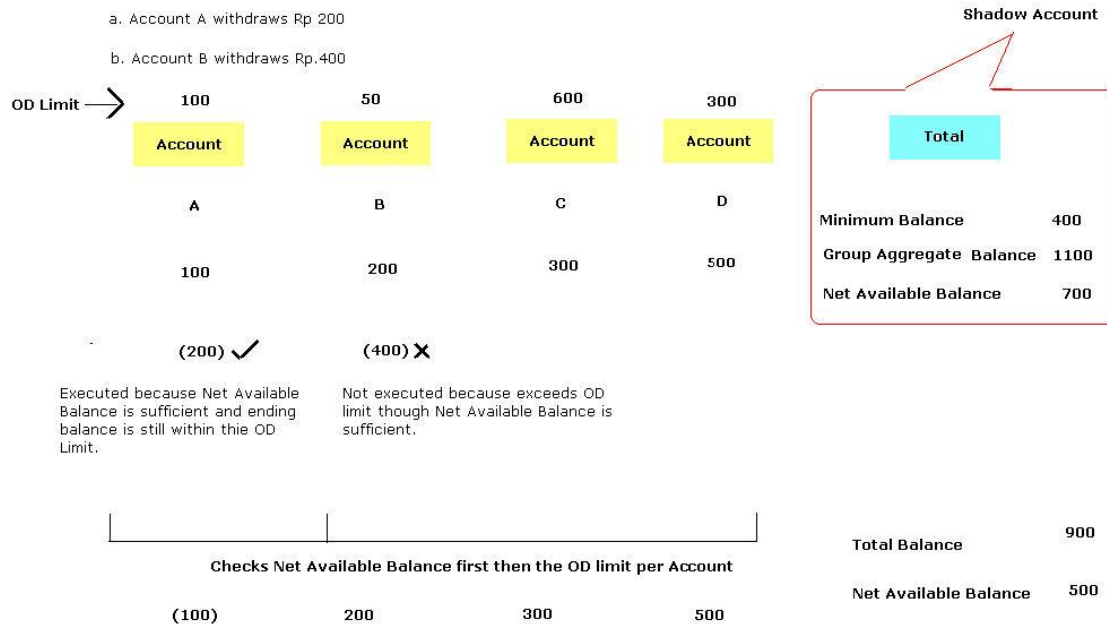 a. Account A withdraws Rp 200
Shadow Account
b. Account B withdraws Rp.400
OD Limit 100 50 600 300
Account Account Account Account Total
A B C D
Minimum Balance 400
Group Aggregate Balance 1100
100 200 300 500
Net Available Balance 700
(200) (400)
Executed because Net Available
Balance is sufficient and ending
balance is still within thie OD
Limit.
Not executed because exceeds OD
limit though Net Available Balance is
sufficient.
Total Balance 900
Checks Net Available Balance first then the OD limit per Account
Net Available Balance 500
(100) 200 300 500